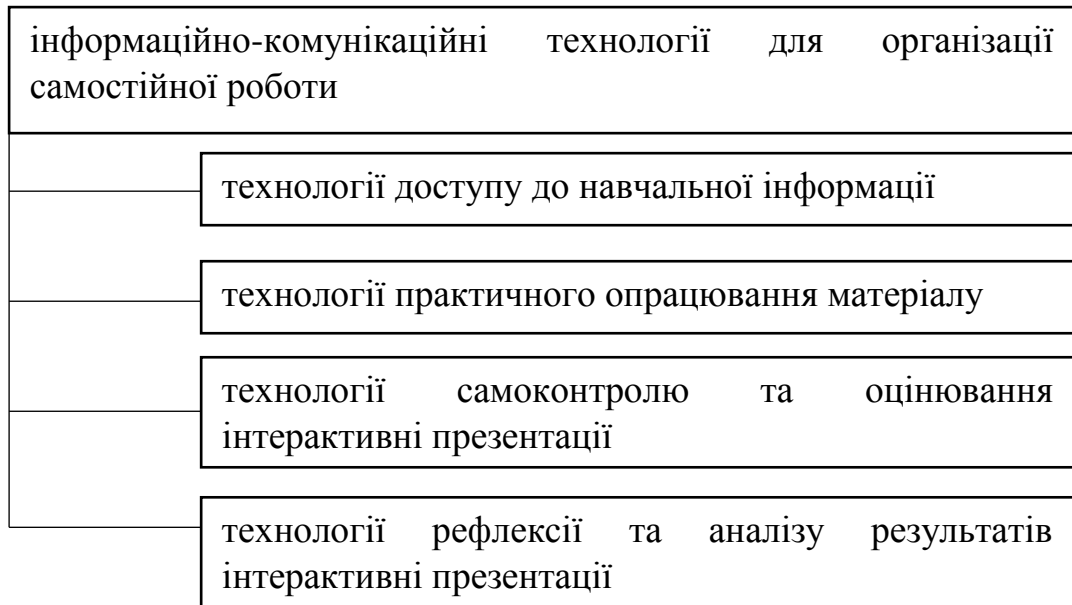 інформаційно-комунікаційні технології для організації
самостійної роботи
технології доступу до навчальної інформації
технології практичного опрацювання матеріалу
технології самоконтролю та оцінювання
інтерактивні презентації
технології рефлексії та аналізу результатів
інтерактивні презентації